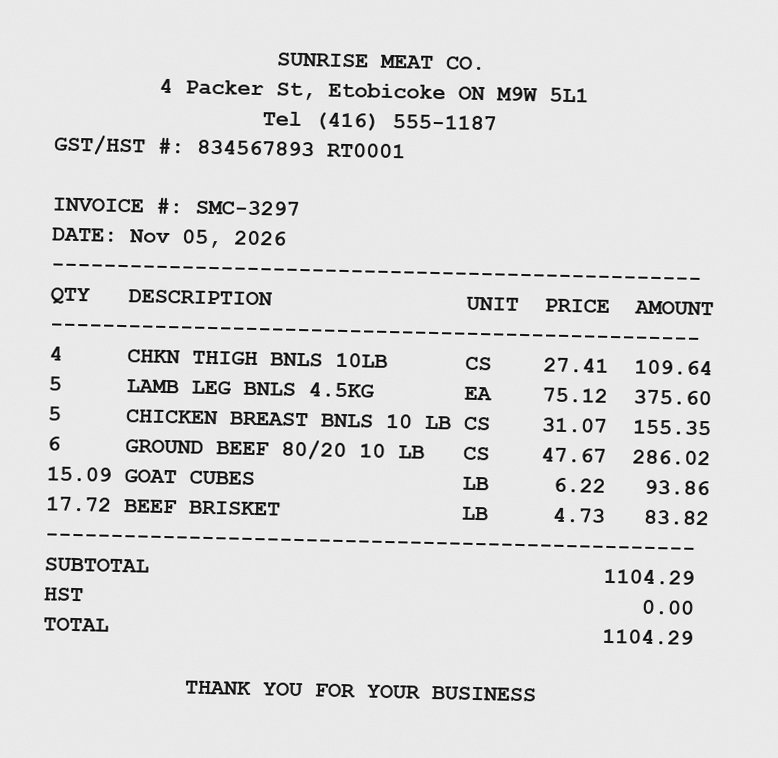 SUNRISE MEAT CO.
4 Packer St, Etobicoke ON M9W 5L1
Tel (416) 555-1187
GST/HST #: 834567893 RT0001
INVOICE #: SMC-3297
DATE: Nov 05, 2026
--------------------------------------------------
QTY DESCRIPTION UNIT PRICE AMOUNT
--------------------------------------------------
4 CHKN THIGH BNLS 10LB CS 27.41 109.64
5 LAMB LEG BNLS 4.5KG EA 75.12 375.60
5 CHICKEN BREAST BNLS 10 LB CS 31.07 155.35
6 GROUND BEEF 80/20 10 LB CS 47.67 286.02
15.09 GOAT CUBES LB 6.22 93.86
17.72 BEEF BRISKET LB 4.73 83.82
--------------------------------------------------
SUBTOTAL 1104.29
HST 0.00
TOTAL 1104.29
THANK YOU FOR YOUR BUSINESS